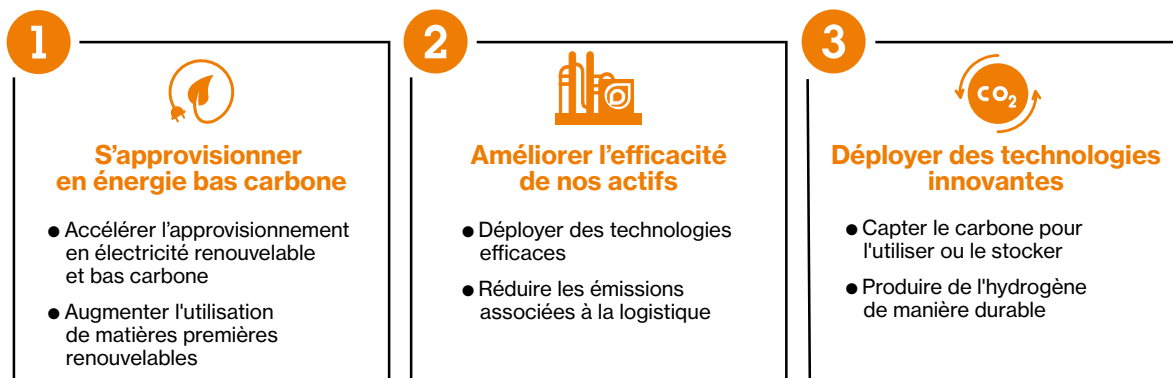 1
S’approvisionner
en énergie bas carbone
● Accélérer l’approvisionnement
en électricité renouvelable
et bas carbone
● Augmenter l'utilisation
de matières premières
renouvelables
2
Améliorer l’efficacité
de nos actifs
● Déployer des technologies
efficaces
● Réduire les émissions
associées à la logistique
3
CO₂
Déployer des technologies
innovantes
● Capter le carbone pour
l'utiliser ou le stocker
● Produire de l'hydrogène
de manière durable